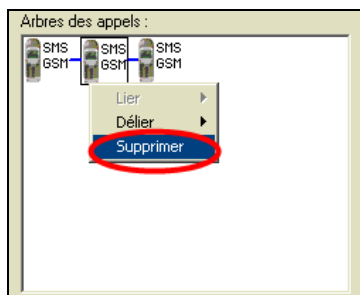 Arbres des appels :
SMS SMS SMS
GSM GSM GSM
Lier
Délier
Supprimer